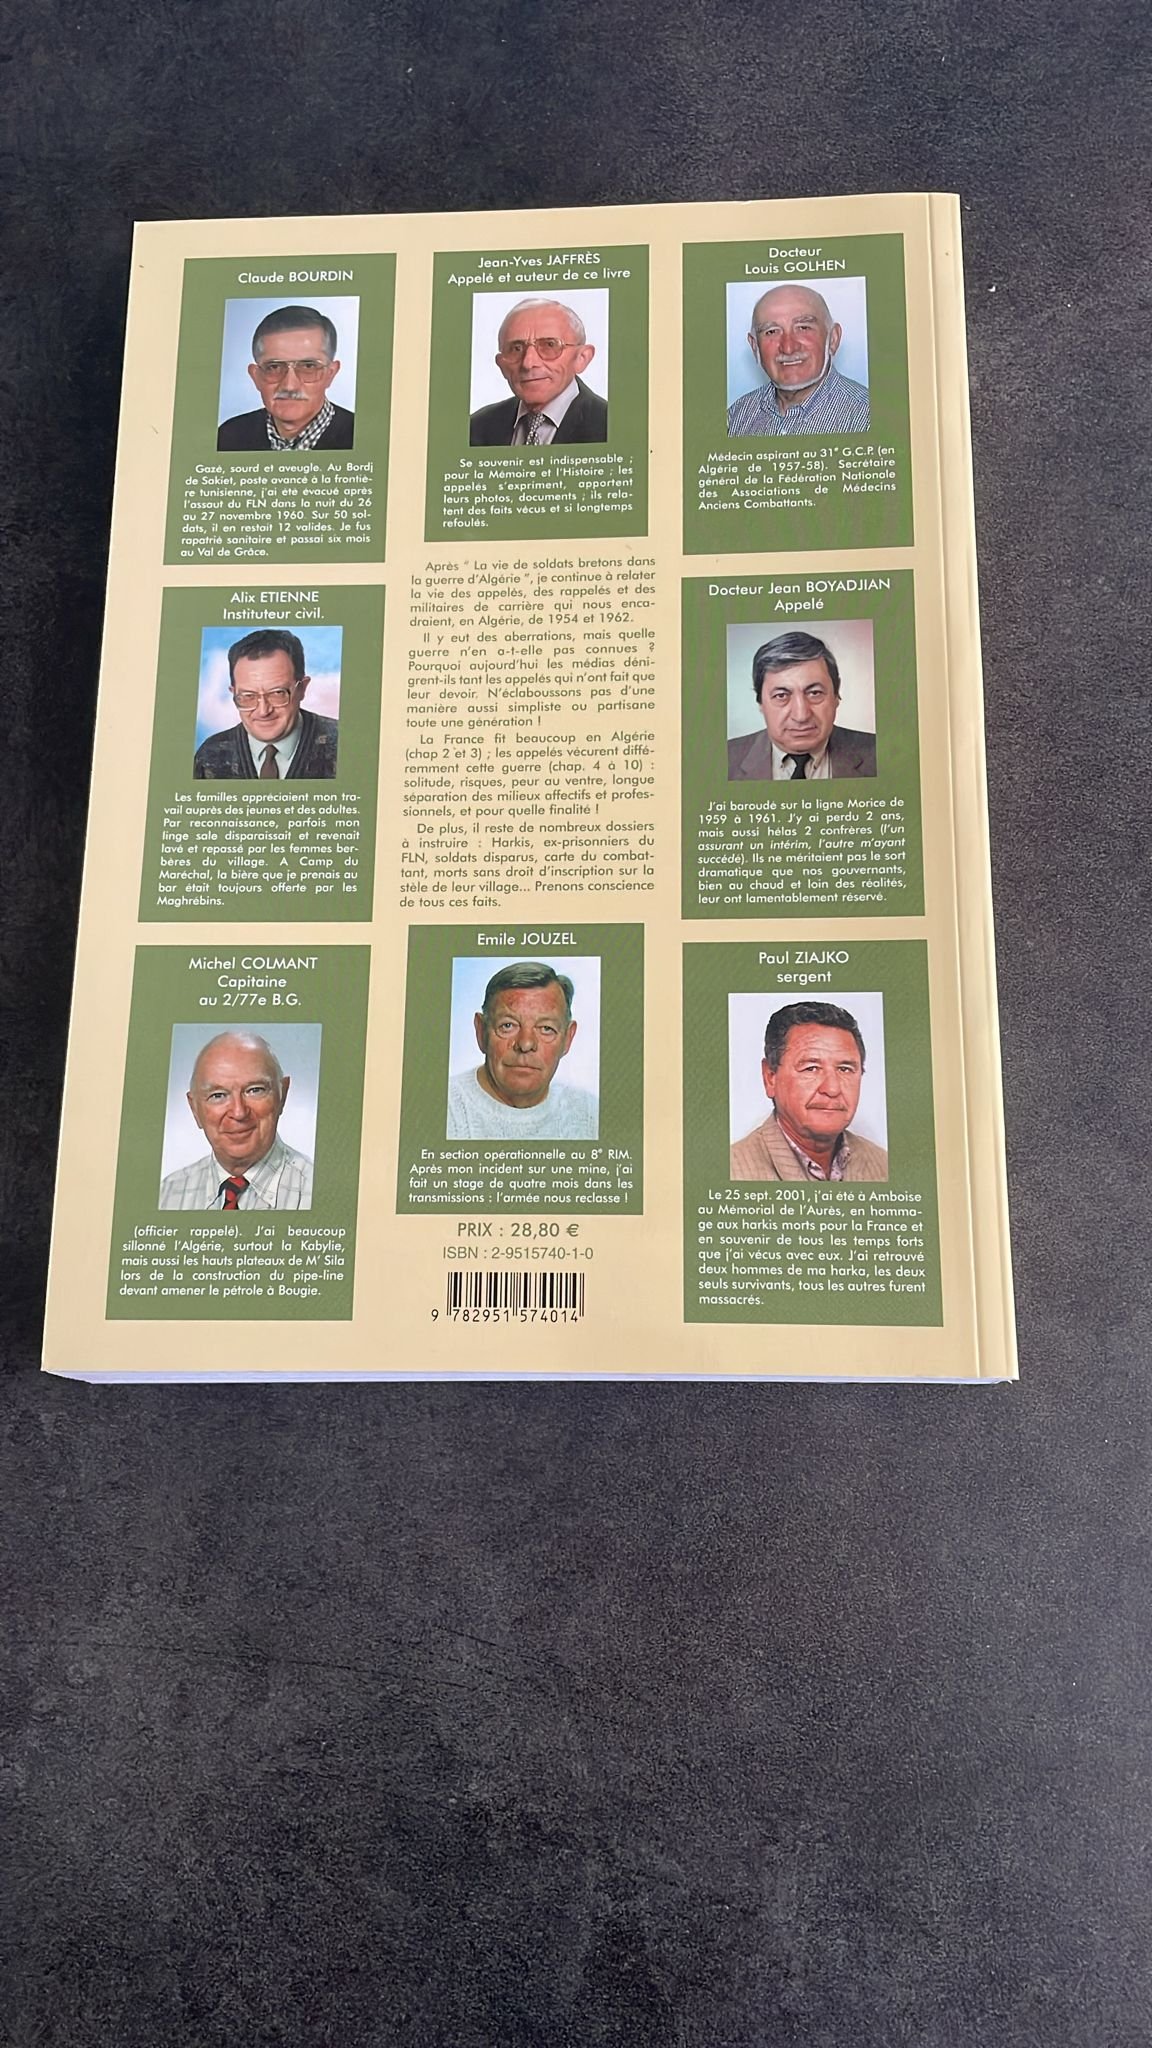 Claude BOURDIN
Gazé, sourd et aveugle. Au Bordj
de Sakiet, poste avancé à la frontiè-
re tunisienne, j'ai été évacué après
l'assaut du FLN dans la nuit du 26
au 27 novembre 1960. Sur 50 sol-
dats, il en restait 12 valides. Je fus
rapatrié sanitaire et passai six mois
au Val de Grâce.
Jean-Yves JAFFRÈS
Appelé et auteur de ce livre
Se souvenir est indispensable ;
pour la Mémoire et l'Histoire ; les
appelés s'expriment, apportent
leurs photos, documents ; ils rela-
tent des faits vécus et si longtemps
refoulés.
Docteur
Louis GOLHEN
Médecin aspirant au 31e G.C.P. (en
Algérie de 1957-58). Secrétaire
général de la Fédération Nationale
des Associations de Médecins
Anciens Combattants.
Alix ETIENNE
Instituteur civil.
Les familles appréciaient mon tra-
vail auprès des jeunes et des adultes.
Par reconnaissance, parfois mon
linge sale disparaissait et revenait
lavé et repassé par les femmes ber-
bères du village. A Camp du
Maréchal, la bière que je prenais au
bar était toujours offerte par les
Maghrébins.
Après " La vie de soldats bretons dans
la guerre d'Algérie ", je continue à relater
la vie des appelés, des rappelés et des
militaires de carrière qui nous enca-
draient, en Algérie, de 1954 et 1962.
Il y eut des aberrations, mais quelle
guerre n'en a-t-elle pas connues ?
Pourquoi aujourd'hui les médias déni-
grent-ils tant les appelés qui n'ont fait que
leur devoir. N'éclaboussons pas d'une
manière aussi simpliste ou partisane
toute une génération !
La France fit beaucoup en Algérie
(chap 2 et 3) ; les appelés vécurent diffé-
remment cette guerre (chap. 4 à 10) :
solitude, risques, peur au ventre, longue
séparation des milieux affectifs et profes-
sionnels, et pour quelle finalité !
De plus, il reste de nombreux dossiers
à instruire : Harkis, ex-prisonniers du
FLN, soldats disparus, carte du combat-
tant, morts sans droit d'inscription sur la
stèle de leur village... Prenons conscience
de tous ces faits.
Docteur Jean BOYADJIAN
Appelé
J'ai baroudé sur la ligne Morice de
1959 à 1961. J'y ai perdu 2 ans,
mais aussi hélas 2 confrères (l'un
assurant un intérim, l'autre m'ayant
succédé). Ils ne méritaient pas le sort
dramatique que nos gouvernants,
bien au chaud et loin des réalités,
leur ont lamentablement réservé.
Michel COLMANT
Capitaine
au 2/77e B.G.
(officier rappelé). J'ai beaucoup
sillonné l'Algérie, surtout la Kabylie,
mais aussi les hauts plateaux de M' Sila
lors de la construction du pipe-line
devant amener le pétrole à Bougie.
Emile JOUZEL
En section opérationnelle au 8e RIM.
Après mon incident sur une mine, j'ai
fait un stage de quatre mois dans les
transmissions : l'armée nous reclasse !
PRIX : 28,80 €
ISBN : 2-9515740-1-0
9 782951 574014
Paul ZIAJKO
sergent
Le 25 sept. 2001, j'ai été à Amboise
au Mémorial de l'Aurès, en homma-
ge aux harkis morts pour la France et
en souvenir de tous les temps forts
que j'ai vécus avec eux. J'ai retrouvé
deux hommes de ma harka, les deux
seuls survivants, tous les autres furent
massacrés.